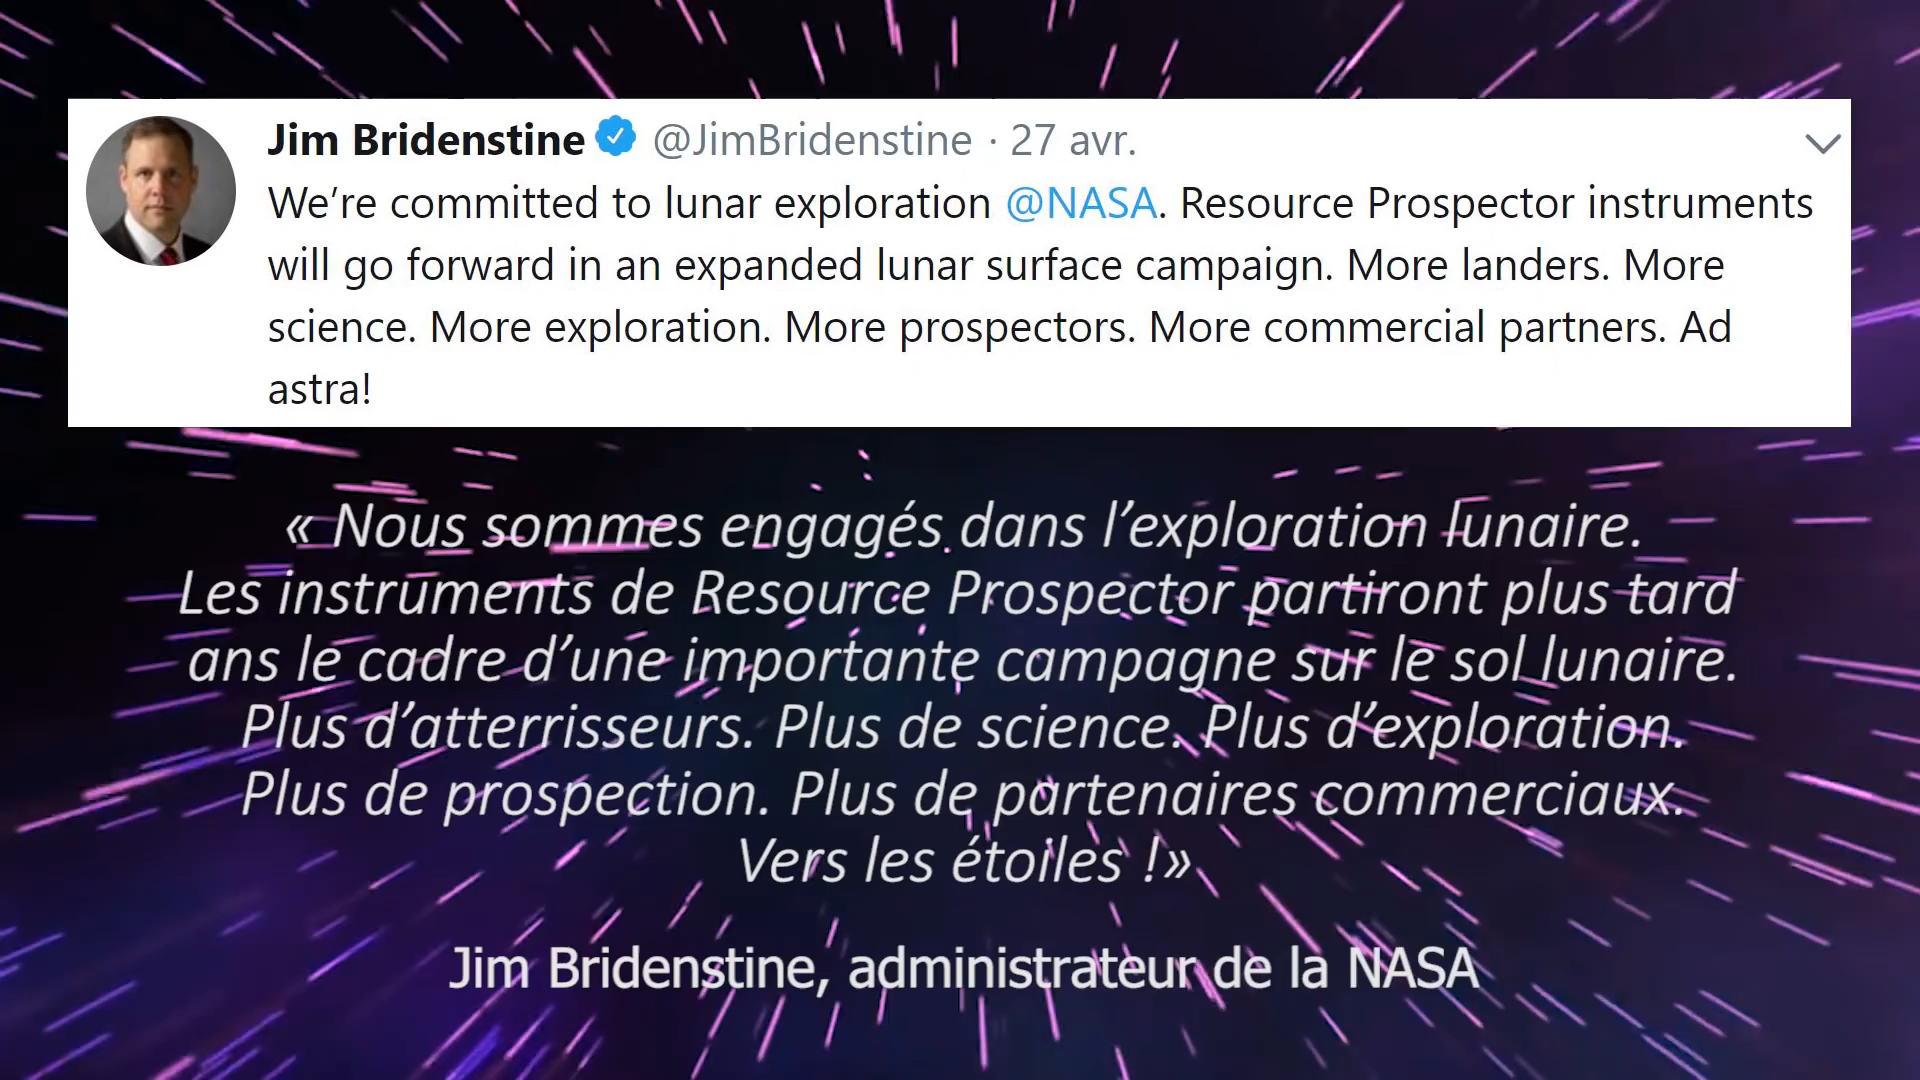 Jim Bridenstine @JimBridenstine · 27 avr.
We’re committed to lunar exploration @NASA. Resource Prospector instruments
will go forward in an expanded lunar surface campaign. More landers. More
science. More exploration. More prospectors. More commercial partners. Ad
astra!
« Nous sommes engagés dans l’exploration lunaire.
Les instruments de Resource Prospector partiront plus tard
ans le cadre d’une importante campagne sur le sol lunaire.
Plus d’atterrisseurs. Plus de science. Plus d’exploration.
Plus de prospection. Plus de partenaires commerciaux.
Vers les étoiles !»
Jim Bridenstine, administrateur de la NASA